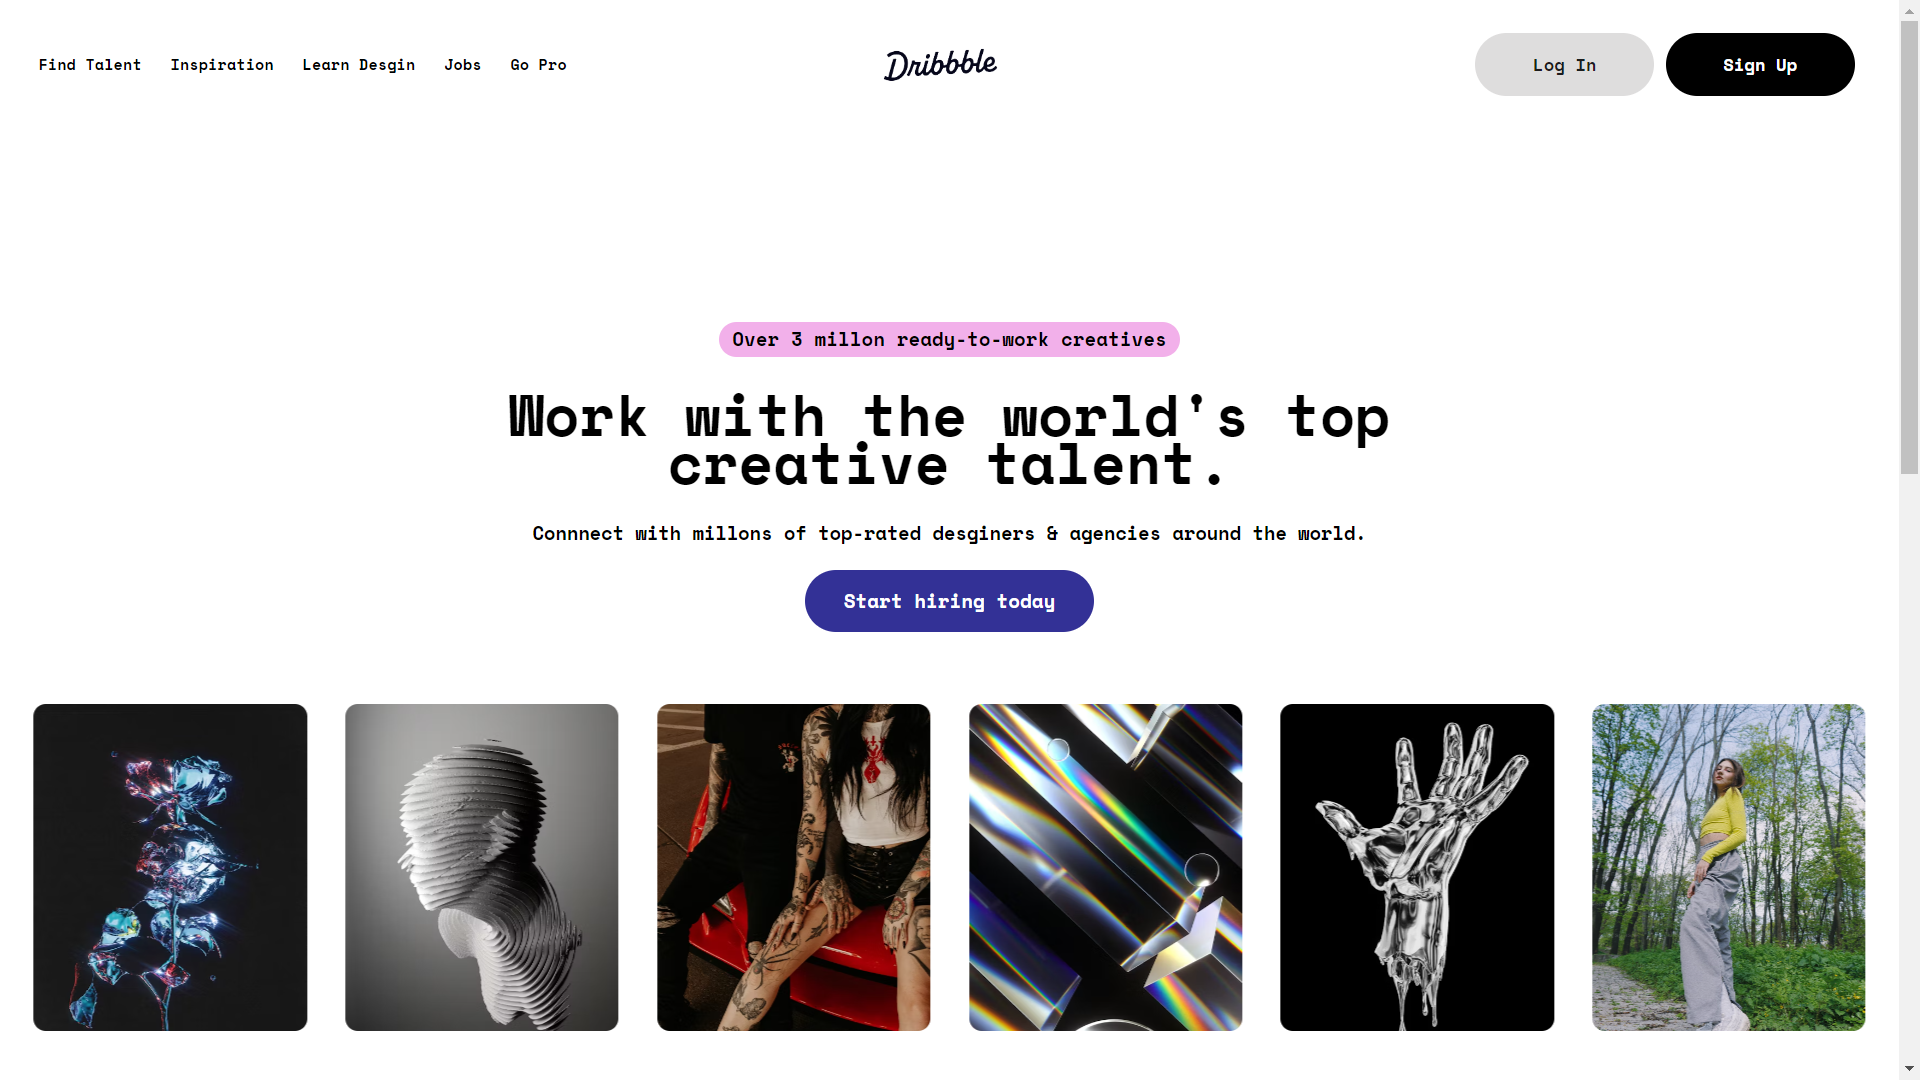 Find Talent Inspiration Learn Desgin Jobs Go Pro Dribbble Log In Sign Up
Over 3 millon ready-to-work creatives
Work with the world's top
creative talent.
Connnect with millons of top-rated desginers & agencies around the world.
Start hiring today